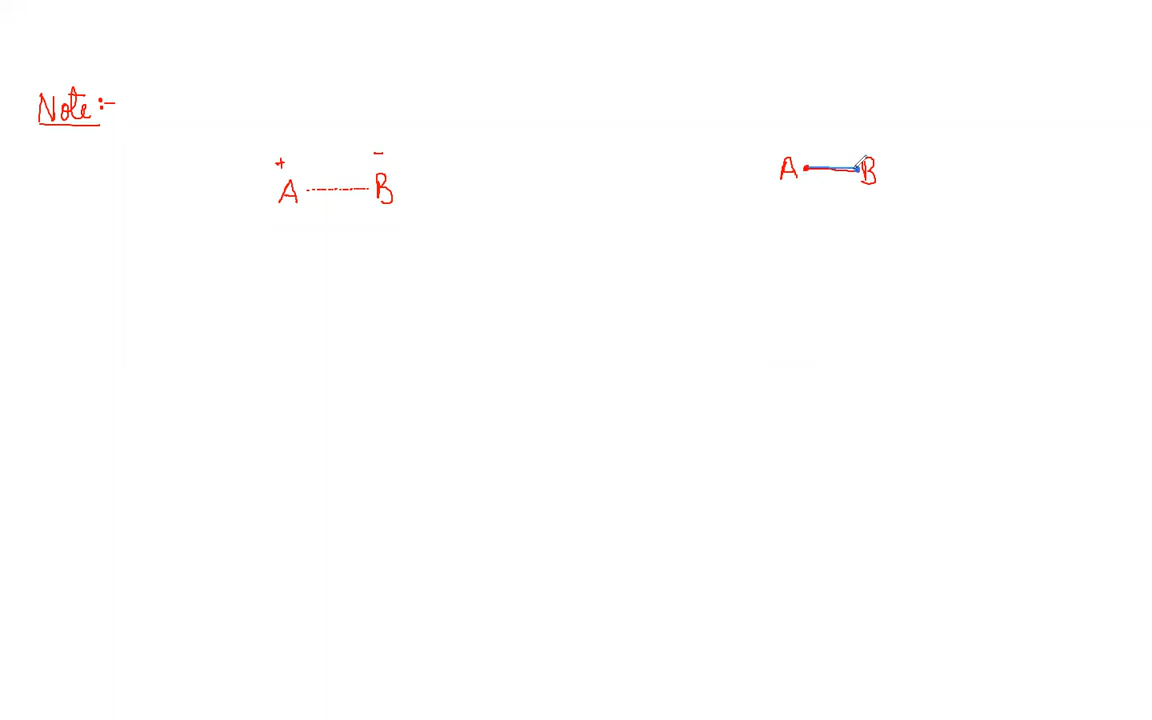 Note:-
+ -
A ------- B
A — B